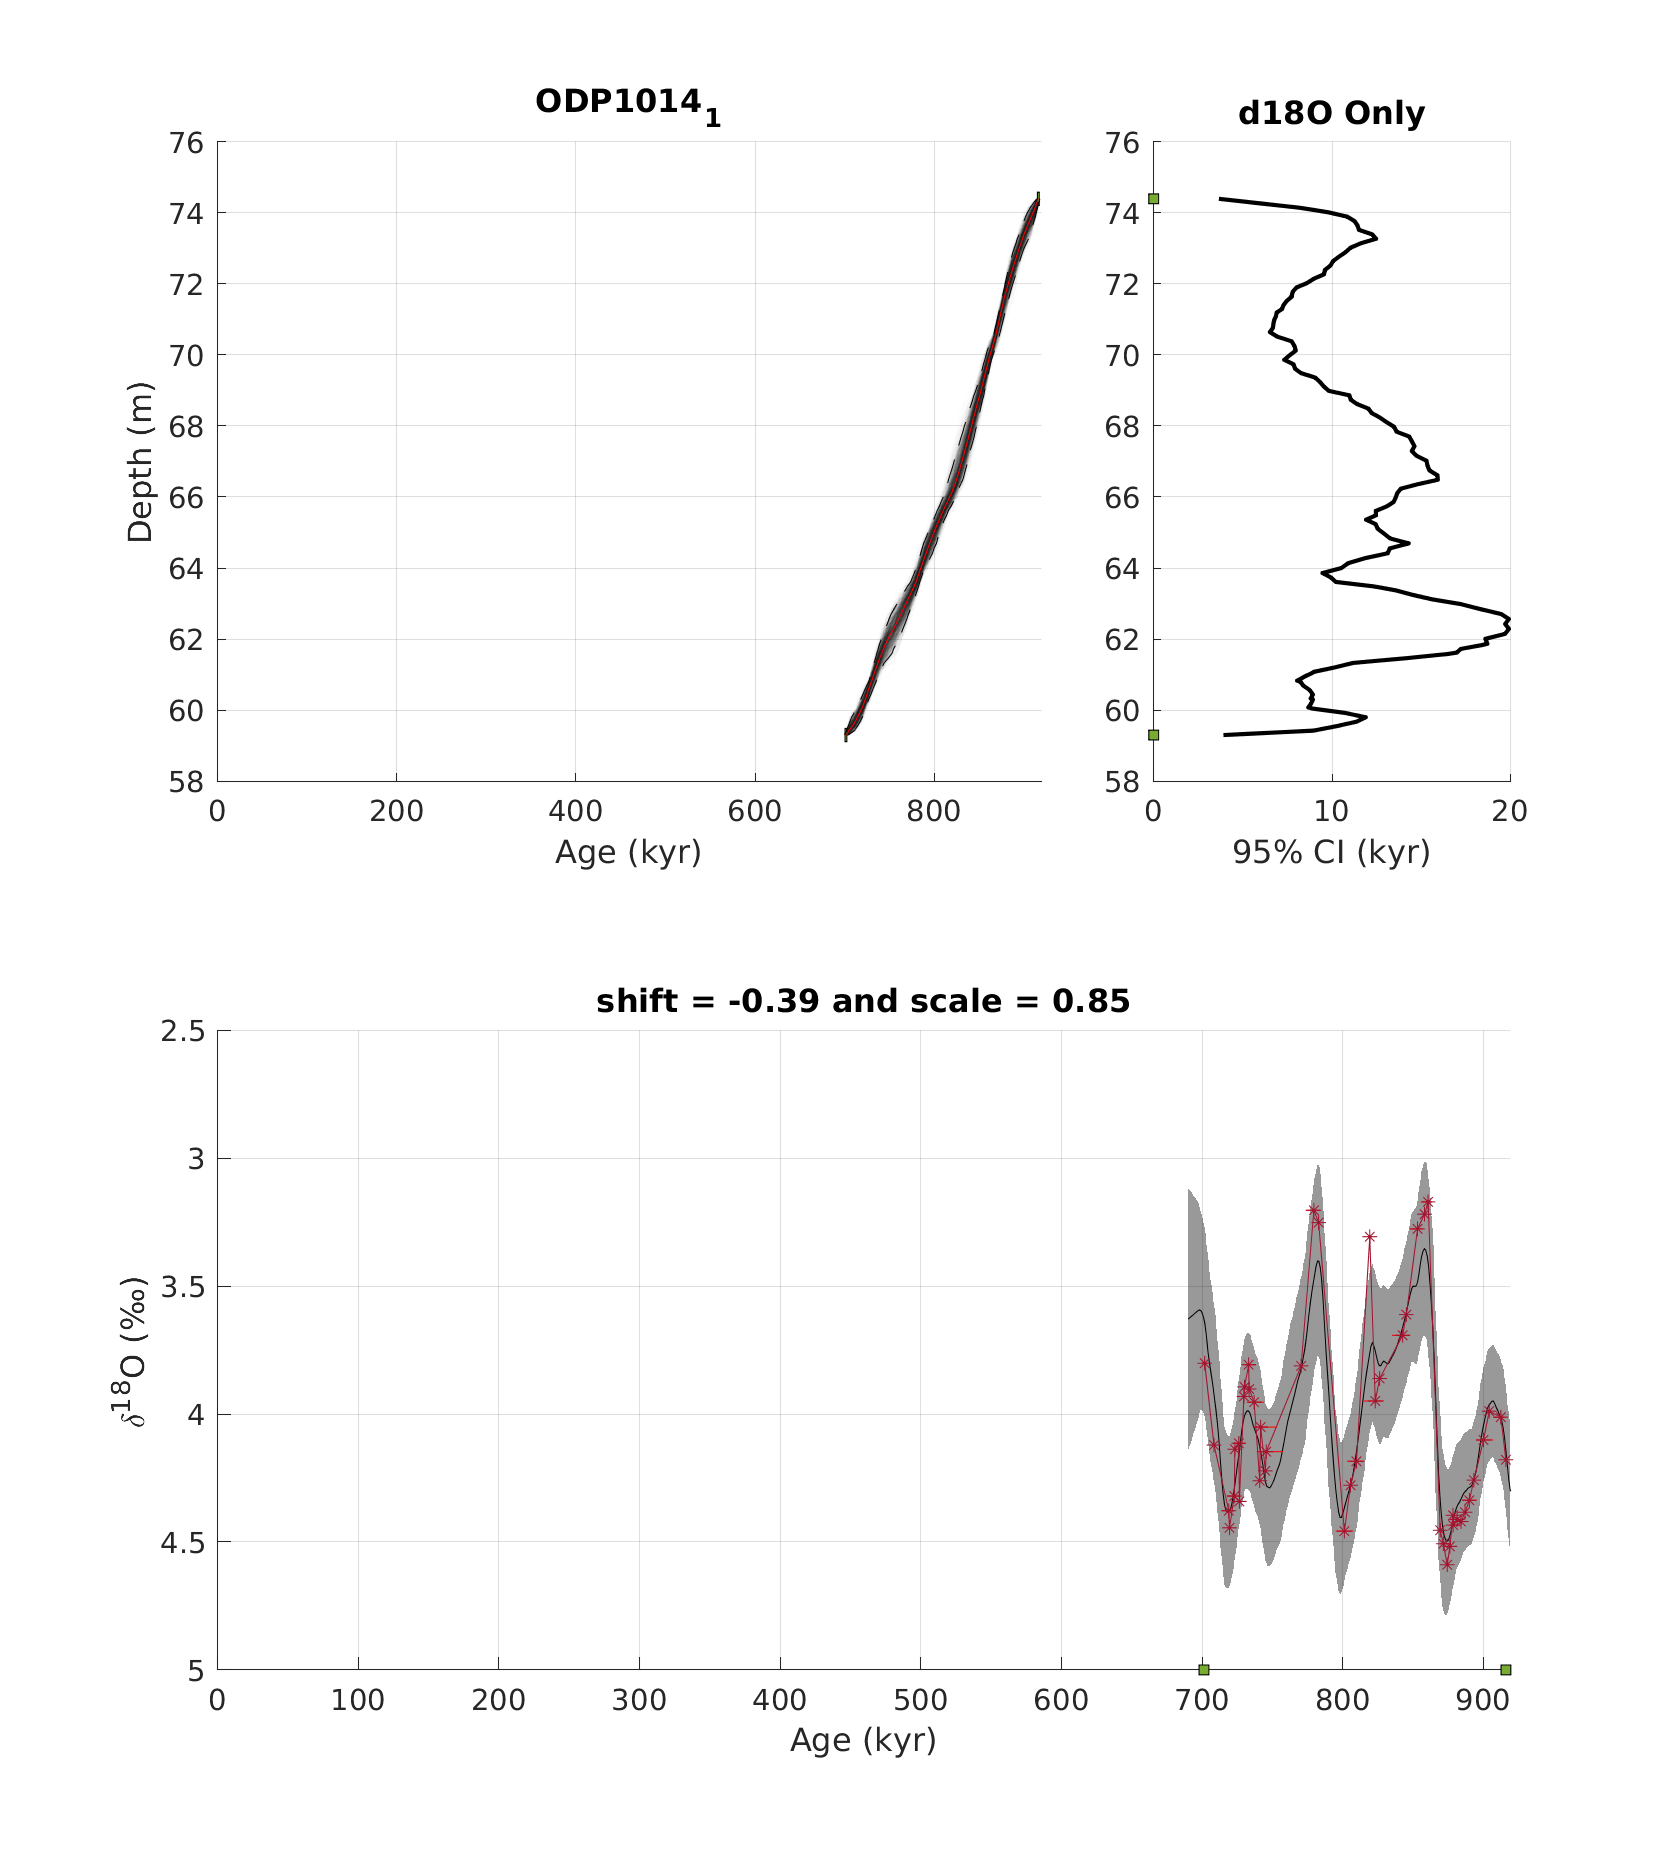 ODP1014₁
d18O Only
76
74
72
70
68
66
64
62
60
58
Depth (m)
0 200 400 600 800
Age (kyr)
76
74
72
70
68
66
64
62
60
58
0 10 20
95% CI (kyr)
shift = -0.39 and scale = 0.85
2.5
3
3.5
4
4.5
5
δ¹⁸O (‰)
0 100 200 300 400 500 600 700 800 900
Age (kyr)